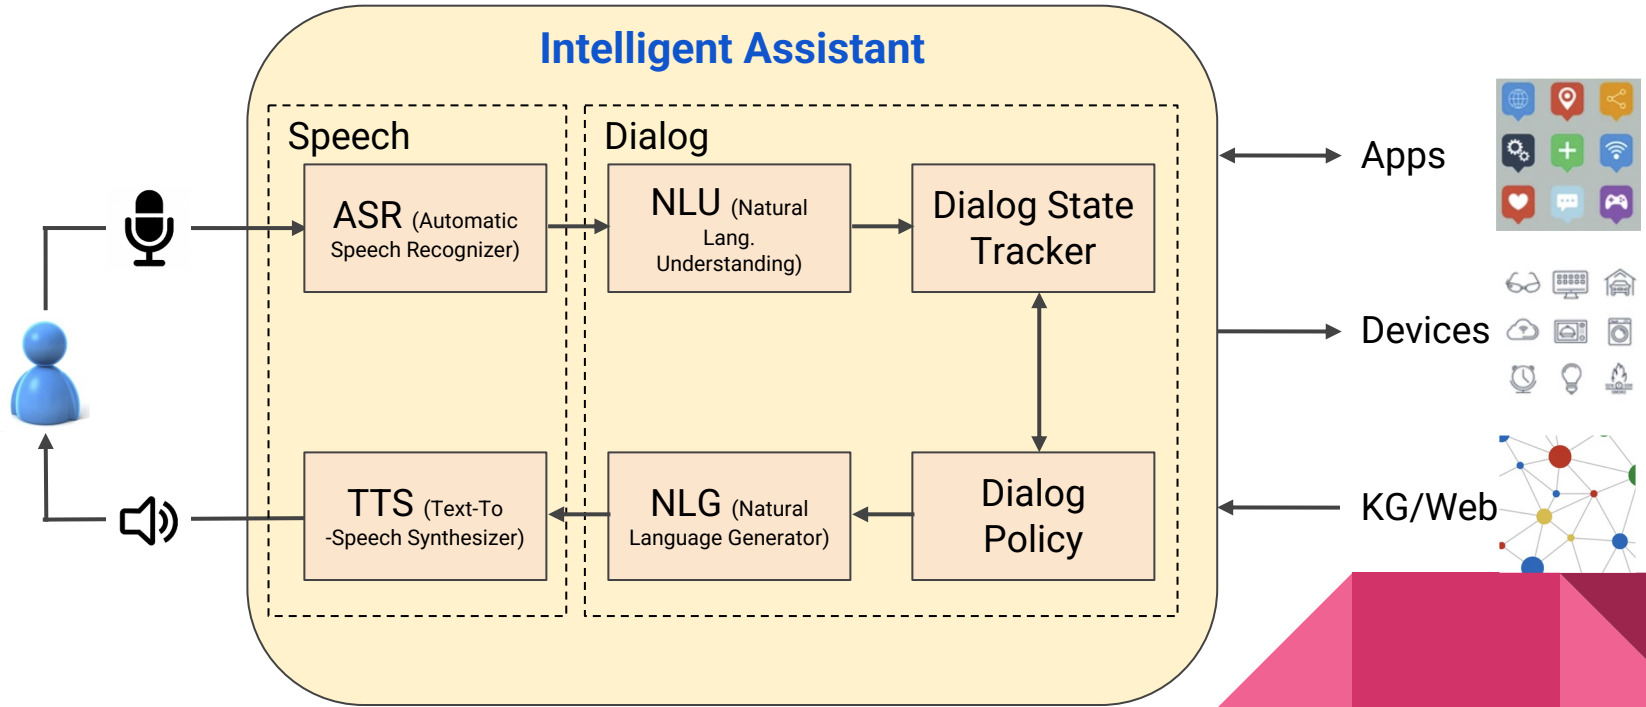 Intelligent Assistant
Speech
ASR (Automatic
Speech Recognizer)
TTS (Text-To
-Speech Synthesizer)
Dialog
NLU (Natural
Lang.
Understanding)
Dialog State
Tracker
NLG (Natural
Language Generator)
Dialog
Policy
Apps
Devices
KG/Web